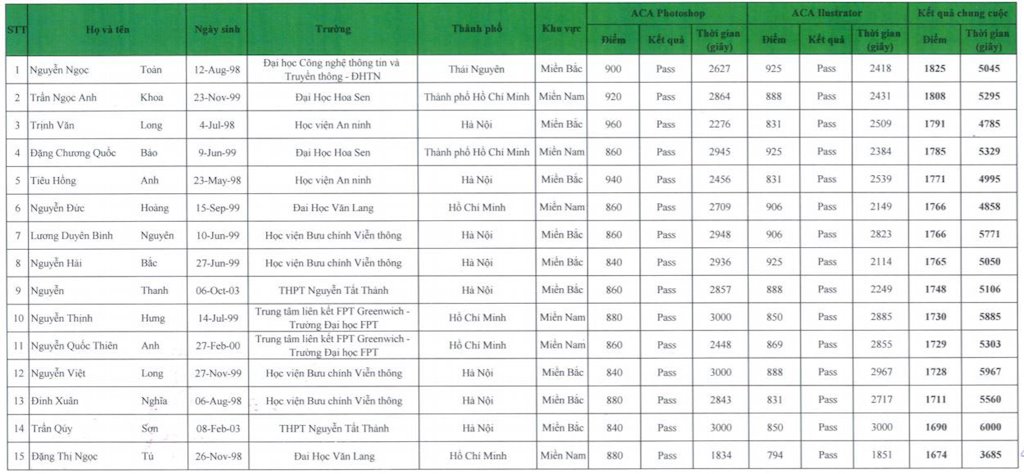 STT Họ và tên Ngày sinh Trường Thành phố Khu vực ACA Photoshop ACA Ilustrator Kết quả chung cuộc
Điểm Kết quả Thời gian (giây) Điểm Kết quả Thời gian (giây) Điểm Thời gian (giây)
1 Nguyễn Ngọc Toản 12-Aug-98 Đại học Công nghệ thông tin và Truyền thông - ĐHTN Thái Nguyên Miền Bắc 900 Pass 2627 925 Pass 2418 1825 5045
2 Trần Ngọc Anh Khoa 23-Nov-99 Đại Học Hoa Sen Thành phố Hồ Chí Minh Miền Nam 920 Pass 2864 888 Pass 2431 1808 5295
3 Trịnh Văn Long 4-Jul-98 Học viện An ninh Hà Nội Miền Bắc 960 Pass 2276 831 Pass 2509 1791 4785
4 Đặng Chương Quốc Bảo 9-Jun-99 Đại Học Hoa Sen Thành phố Hồ Chí Minh Miền Nam 860 Pass 2945 925 Pass 2384 1785 5329
5 Tiêu Hồng Anh 23-May-98 Học viện An ninh Hà Nội Miền Bắc 940 Pass 2456 831 Pass 2539 1771 4995
6 Nguyễn Đức Hoàng 15-Sep-99 Đai Học Văn Lang Hồ Chí Minh Miền Nam 860 Pass 2709 906 Pass 2149 1766 4858
7 Lương Duyên Bình Nguyên 10-Jun-99 Học viện Bưu chính Viễn thông Hà Nội Miền Bắc 860 Pass 2948 906 Pass 2823 1766 5771
8 Nguyễn Hải Bắc 27-Jun-99 Học viện Bưu chính Viễn thông Hà Nội Miền Bắc 840 Pass 2936 925 Pass 2114 1765 5050
9 Nguyễn Thanh 06-Oct-03 THPT Nguyễn Tất Thành Hà Nội Miền Bắc 860 Pass 2857 888 Pass 2249 1748 5106
10 Nguyễn Thịnh Hưng 14-Jul-99 Trung tâm liên kết FPT Greenwich - Trường Đại học FPT Hồ Chí Minh Miền Nam 880 Pass 3000 850 Pass 2885 1730 5885
11 Nguyễn Quốc Thiên Anh 27-Feb-00 Trung tâm liên kết FPT Greenwich - Trường Đại học FPT Hồ Chí Minh Miền Nam 860 Pass 2448 869 Pass 2855 1729 5303
12 Nguyễn Việt Long 27-Nov-99 Học viện Bưu chính Viễn thông Hà Nội Miền Bắc 840 Pass 3000 888 Pass 2967 1728 5967
13 Đinh Xuân Nghĩa 06-Aug-98 Học viện Bưu chính Viễn thông Hà Nội Miền Bắc 880 Pass 2843 831 Pass 2717 1711 5560
14 Trần Qúy Sơn 08-Feb-03 THPT Nguyễn Tất Thành Hà Nội Miền Bắc 840 Pass 3000 850 Pass 3000 1690 6000
15 Đặng Thị Ngọc Tú 26-Nov-98 Đai Học Văn Lang Hồ Chí Minh Miền Nam 880 Pass 1834 794 Pass 1851 1674 3685